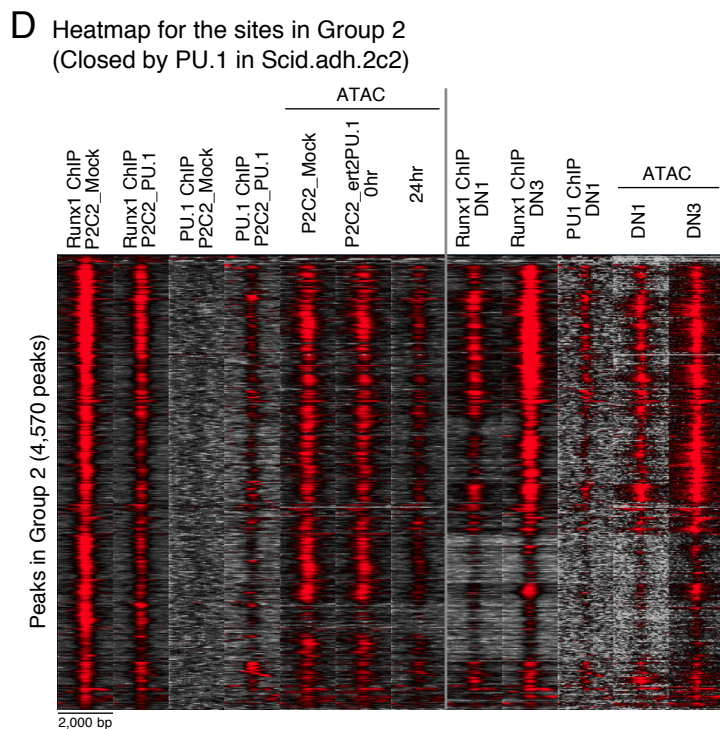 D Heatmap for the sites in Group 2
(Closed by PU.1 in Scid.adh.2c2)
ATAC
Runx1 ChIP
P2C2_Mock
Runx1 ChIP
P2C2_PU.1
PU.1 ChIP
P2C2_Mock
PU.1 ChIP
P2C2_PU.1
P2C2_Mock
P2C2_ert2PU.1
0hr
24hr
Runx1 ChIP
DN1
Runx1 ChIP
DN3
PU1 ChIP
DN1
ATAC
DN1
DN3
Peaks in Group 2 (4,570 peaks)
2,000 bp